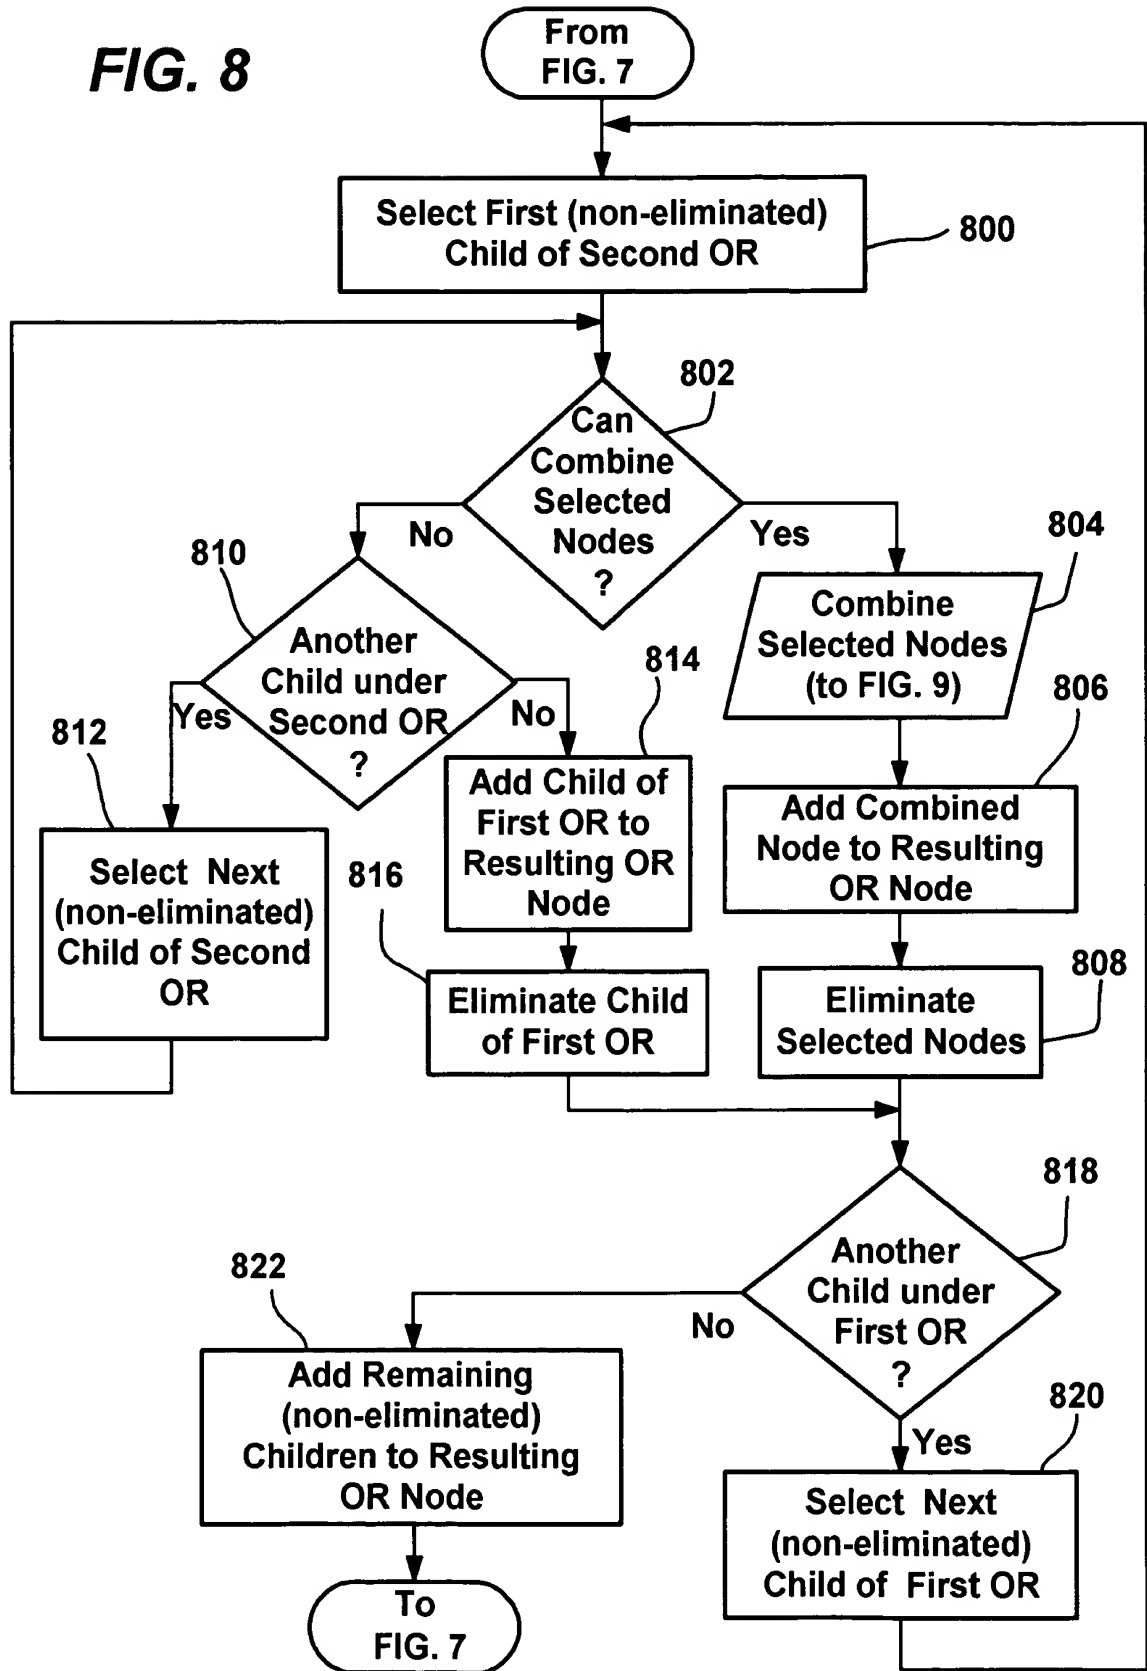 FIG. 8
From
FIG. 7
Select First (non-eliminated)
Child of Second OR
800
802
Can
Combine
Selected
Nodes
?
No
Yes
810
Another
Child under
Second OR
?
Yes
No
804
Combine
Selected Nodes
(to FIG. 9)
812
Select Next
(non-eliminated)
Child of Second
OR
814
Add Child of
First OR to
Resulting OR
Node
806
Add Combined
Node to Resulting
OR Node
816
Eliminate Child
of First OR
808
Eliminate
Selected Nodes
818
Another
Child under
First OR
?
No
Yes
822
Add Remaining
(non-eliminated)
Children to Resulting
OR Node
820
Select Next
(non-eliminated)
Child of First OR
To
FIG. 7